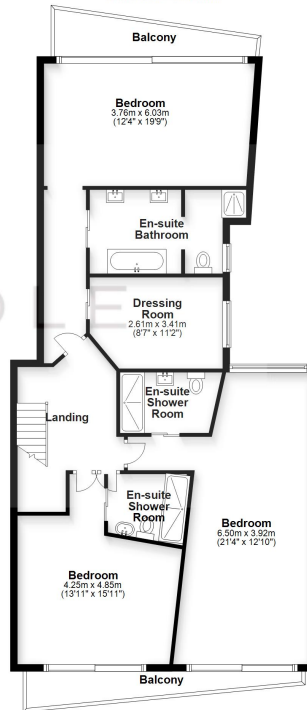 Balcony
Bedroom
3.76m x 6.03m
(12'4" x 19'9")
En-suite
Bathroom
Dressing
Room
2.61m x 3.41m
(8'7" x 11'2")
En-suite
Shower
Room
Landing
En-suite
Shower
Room
Bedroom
6.50m x 3.92m
(21'4" x 12'10")
Bedroom
4.25m x 4.85m
(13'11" x 15'11")
Balcony